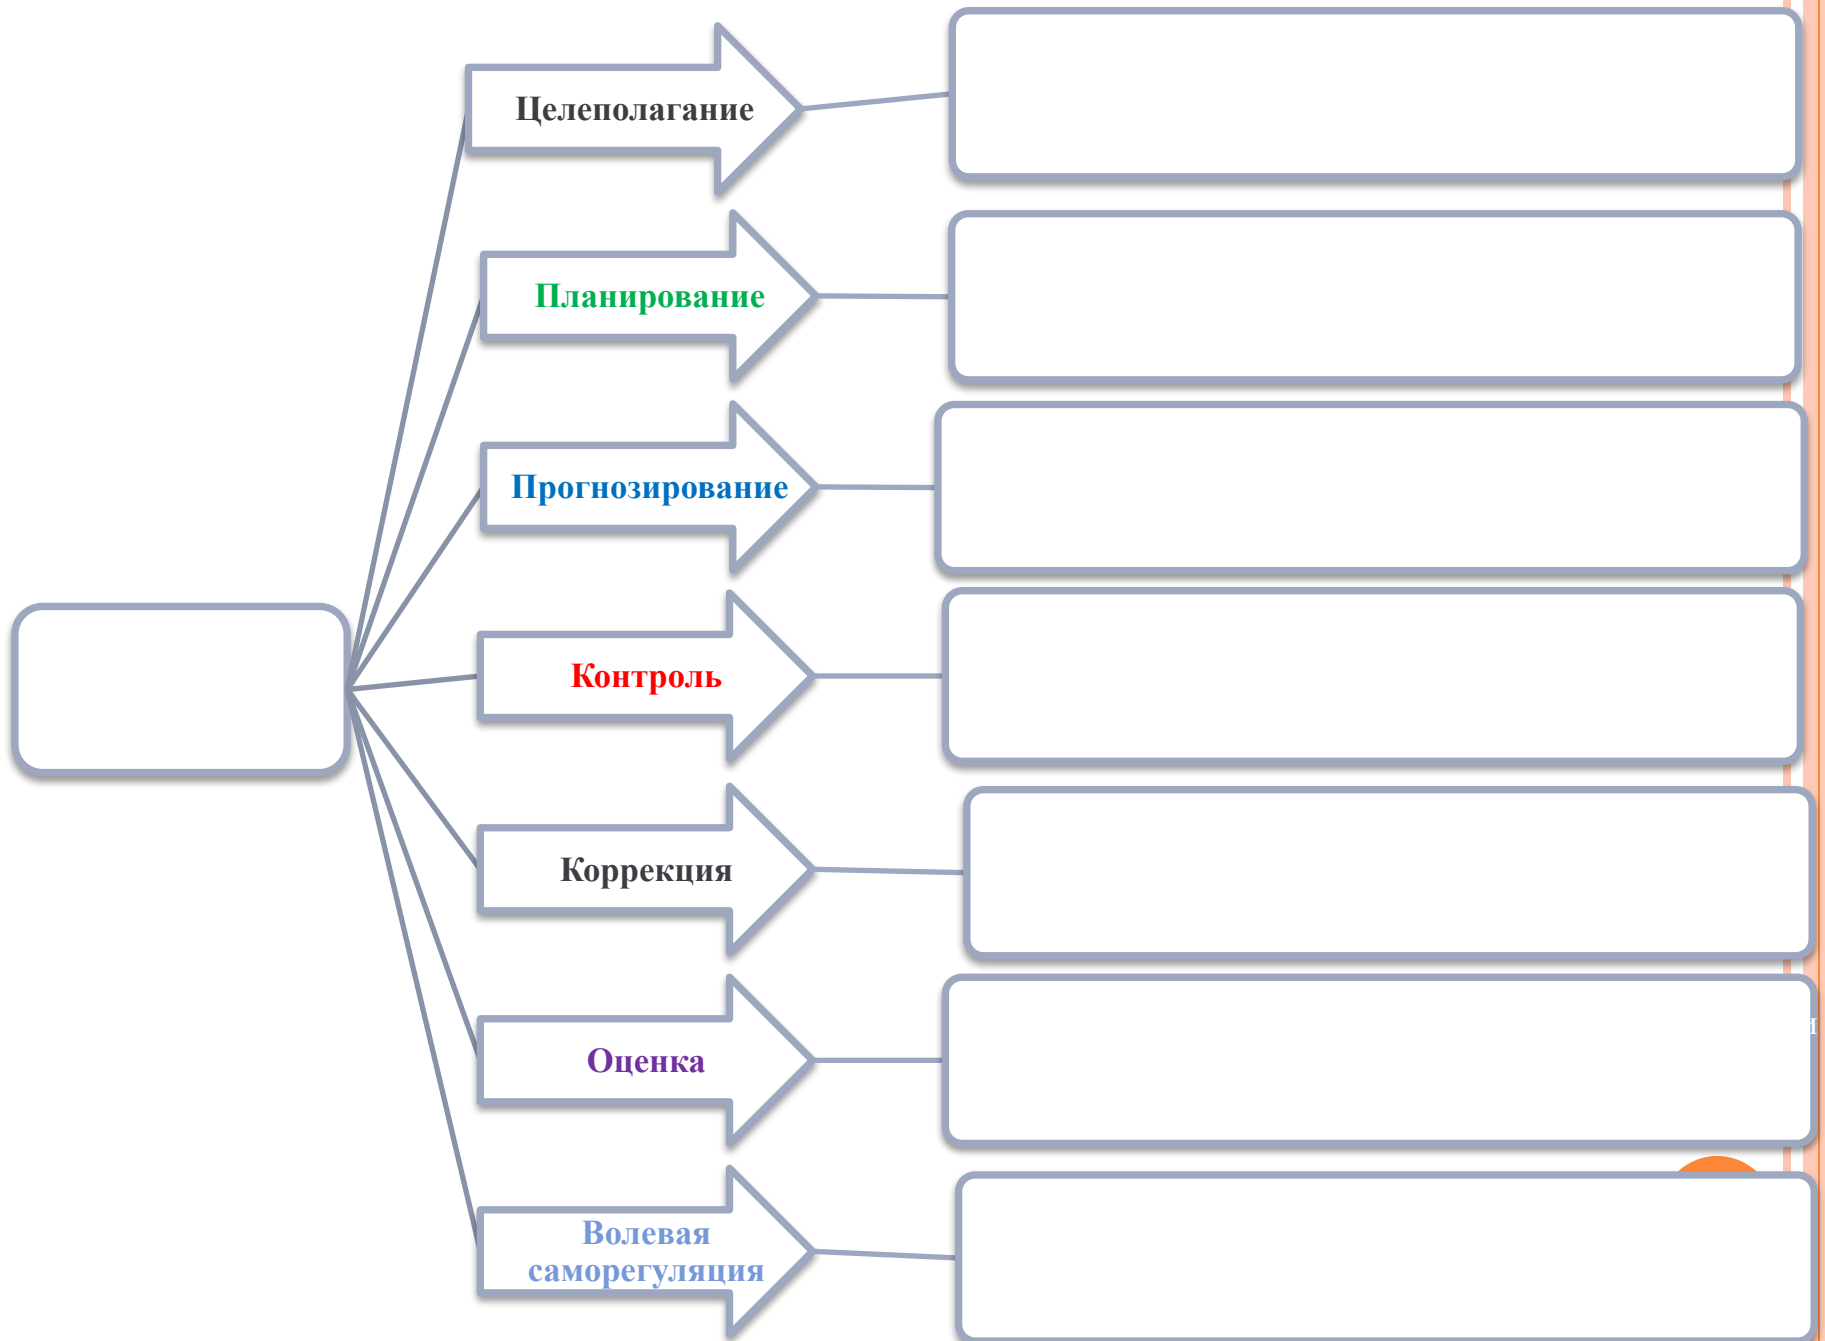 Целеполагание
Планирование
Прогнозирование
Контроль
Коррекция
Оценка
Волевая
саморегуляция